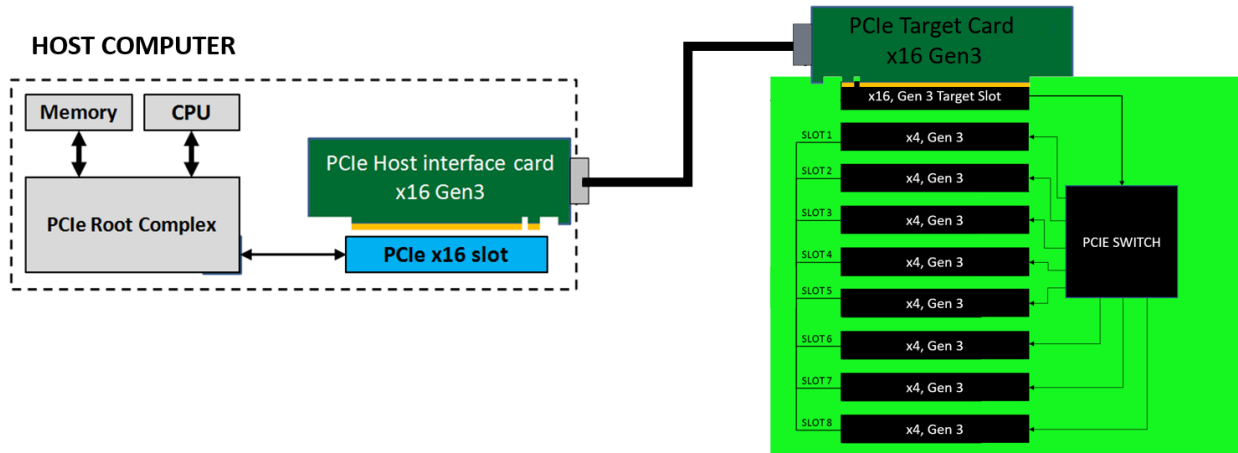 HOST COMPUTER
Memory
CPU
PCIe Root Complex
PCIe Host interface card
x16 Gen3
PCIe x16 slot
PCIe Target Card
x16 Gen3
x16, Gen 3 Target Slot
SLOT 1
x4, Gen 3
SLOT 2
x4, Gen 3
SLOT 3
x4, Gen 3
SLOT 4
x4, Gen 3
SLOT 5
x4, Gen 3
SLOT 6
x4, Gen 3
SLOT 7
x4, Gen 3
SLOT 8
x4, Gen 3
PCIE SWITCH